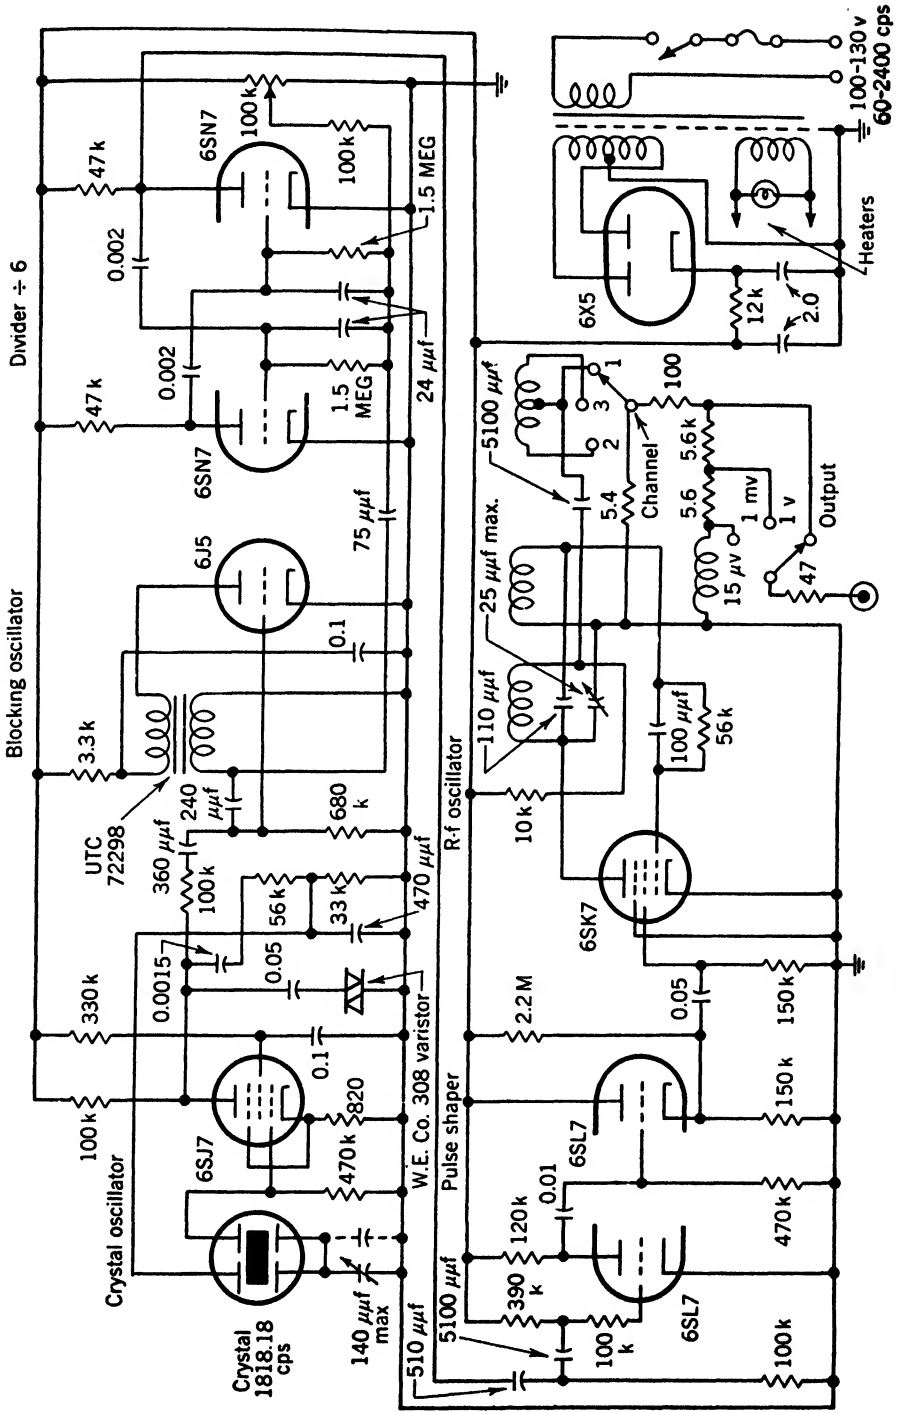 Crystal oscillator
Blocking oscillator
Divider ÷ 6
100 k
330 k
3.3 k
47 k
47 k
UTC
72298
0.0015
360 μμf
100 k
240
μμf
6J5
0.002
0.002
6SN7
6SN7
100 k
100 k
1.5 MEG
1.5
MEG
24 μμf
75 μμf
0.1
680
k
56 k
33 k
470 μμf
0.05
0.1
6SJ7
820
470 k
W.E. Co. 308 varistor
Crystal
1818.18
cps
140 μμf
max
510 μμf
Pulse shaper
R-f oscillator
5100 μμf
390
k
120 k
0.01
100
k
100 k
6SL7
6SL7
470 k
150 k
2.2 M
0.05
150 k
6SK7
10 k
110 μμf
25 μμf max.
5100 μμf
100 μμf
56 k
1
3
2
Channel
5.4
100
5.6 k
5.6
15 μv
1 mv
1 v
47
Output
6X5
12 k
2.0
Heaters
100-130 v
60-2400 cps